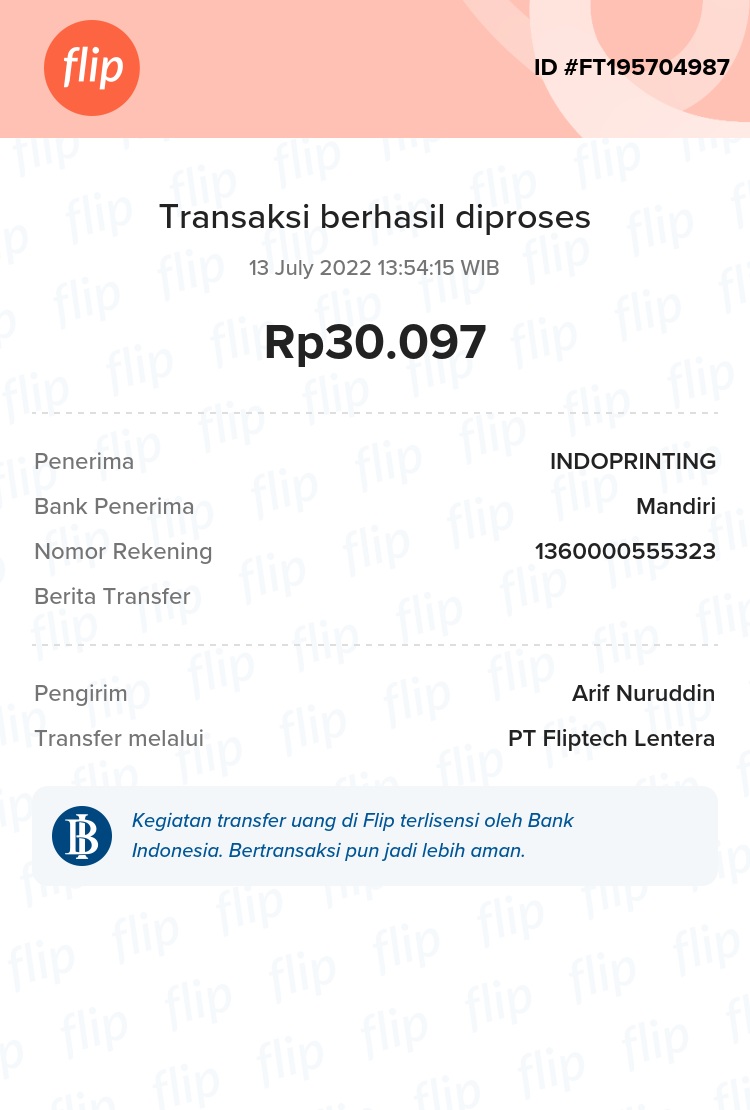 flip
ID #FT195704987
Transaksi berhasil diproses
13 July 2022 13:54:15 WIB
Rp30.097
Penerima INDOPRINTING
Bank Penerima Mandiri
Nomor Rekening 1360000555323
Berita Transfer
Pengirim Arif Nuruddin
Transfer melalui PT Fliptech Lentera
Kegiatan transfer uang di Flip terlisensi oleh Bank
Indonesia. Bertransaksi pun jadi lebih aman.